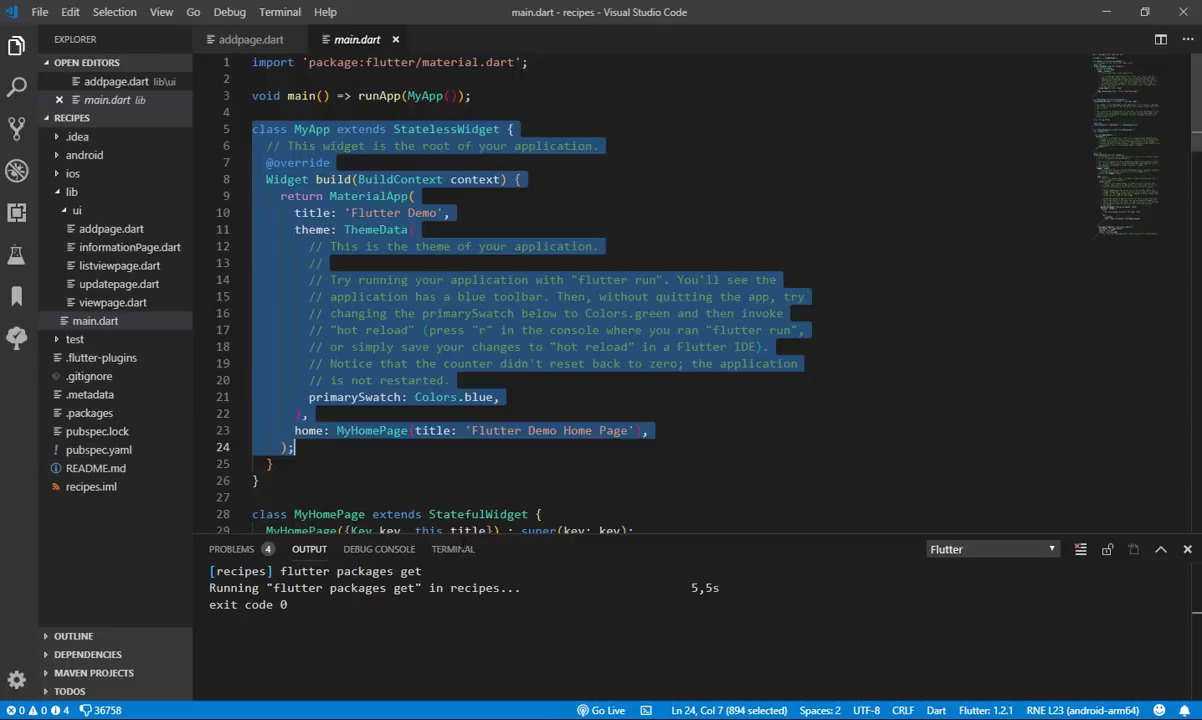 File Edit Selection View Go Debug Terminal Help
main.dart - recipes - Visual Studio Code
EXPLORER
OPEN EDITORS
addpage.dart lib\ui
main.dart lib
RECIPES
.idea
android
ios
lib
ui
addpage.dart
informationPage.dart
listviewpage.dart
updatepage.dart
viewpage.dart
main.dart
test
.flutter-plugins
.gitignore
.metadata
.packages
pubspec.lock
pubspec.yaml
README.md
recipes.iml
OUTLINE
DEPENDENCIES
MAVEN PROJECTS
TODOS
addpage.dart
main.dart
1 import 'package:flutter/material.dart';
2
3 void main() => runApp(MyApp());
4
5 class MyApp extends StatelessWidget {
6 // This widget is the root of your application.
7 @override
8 Widget build(BuildContext context) {
9 return MaterialApp(
10 title: 'Flutter Demo',
11 theme: ThemeData(
12 // This is the theme of your application.
13 //
14 // Try running your application with "flutter run". You'll see the
15 // application has a blue toolbar. Then, without quitting the app, try
16 // changing the primarySwatch below to Colors.green and then invoke
17 // "hot reload" (press "r" in the console where you ran "flutter run",
18 // or simply save your changes to "hot reload" in a Flutter IDE).
19 // Notice that the counter didn't reset back to zero; the application
20 // is not restarted.
21 primarySwatch: Colors.blue,
22 ),
23 home: MyHomePage(title: 'Flutter Demo Home Page'),
24 );
25 }
26 }
27
28 class MyHomePage extends StatefulWidget {
29 MyHomePage({Key key, this.title}) : super(key: key);
PROBLEMS 4 OUTPUT DEBUG CONSOLE TERMINAL
Flutter
[recipes] flutter packages get
Running "flutter packages get" in recipes... 5,5s
exit code 0
0 0 4 36758
Go Live
Ln 24, Col 7 (894 selected) Spaces: 2 UTF-8 CRLF Dart Flutter: 1.2.1 RNE L23 (android-arm64)